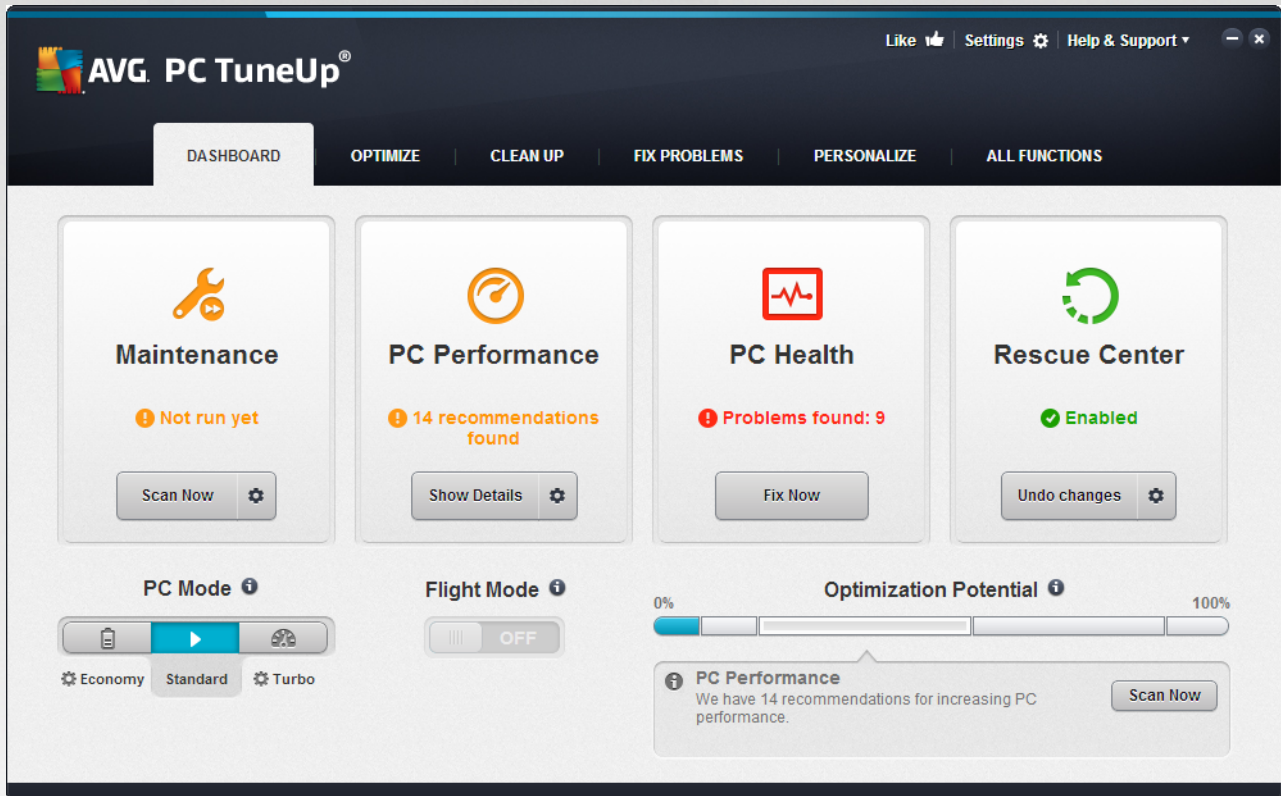 Like Settings Help & Support
AVG PC TuneUp®
DASHBOARD OPTIMIZE CLEAN UP FIX PROBLEMS PERSONALIZE ALL FUNCTIONS
Maintenance
Not run yet
Scan Now
PC Performance
14 recommendations
found
Show Details
PC Health
Problems found: 9
Fix Now
Rescue Center
Enabled
Undo changes
PC Mode
Economy Standard Turbo
Flight Mode
OFF
Optimization Potential
0% 100%
PC Performance
We have 14 recommendations for increasing PC
performance.
Scan Now